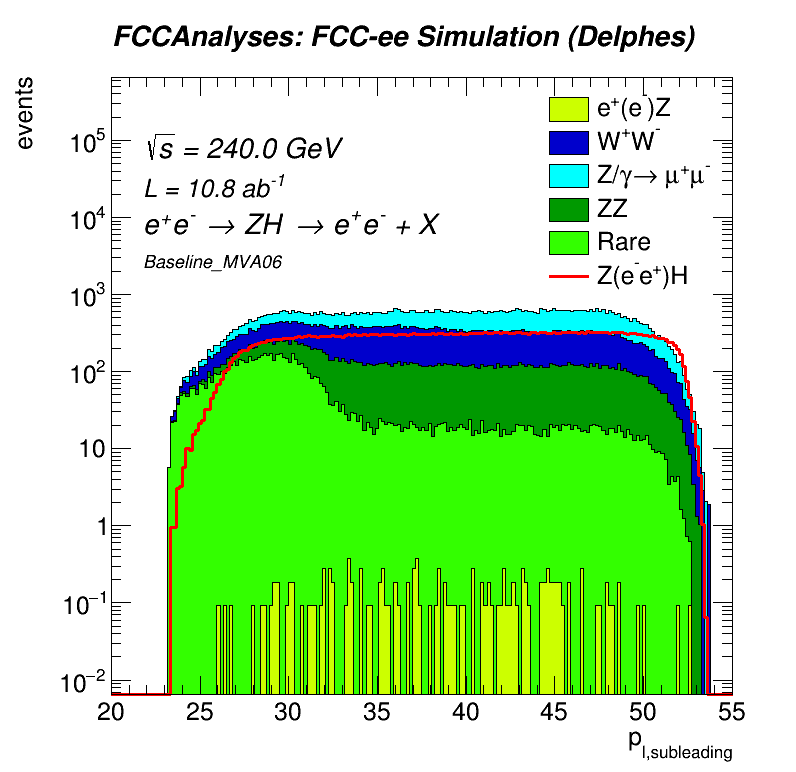 FCCAnalyses: FCC-ee Simulation (Delphes)
events
√s = 240.0 GeV
L = 10.8 ab⁻¹
e⁺e⁻ → ZH → e⁺e⁻ + X
Baseline_MVA06
e⁺(e⁻)Z
W⁺W⁻
Z/γ→ μ⁺μ⁻
ZZ
Rare
Z(e⁻e⁺)H
10⁵
10⁴
10³
10²
10
1
10⁻¹
10⁻²
20 25 30 35 40 45 50 55
p_l,subleading